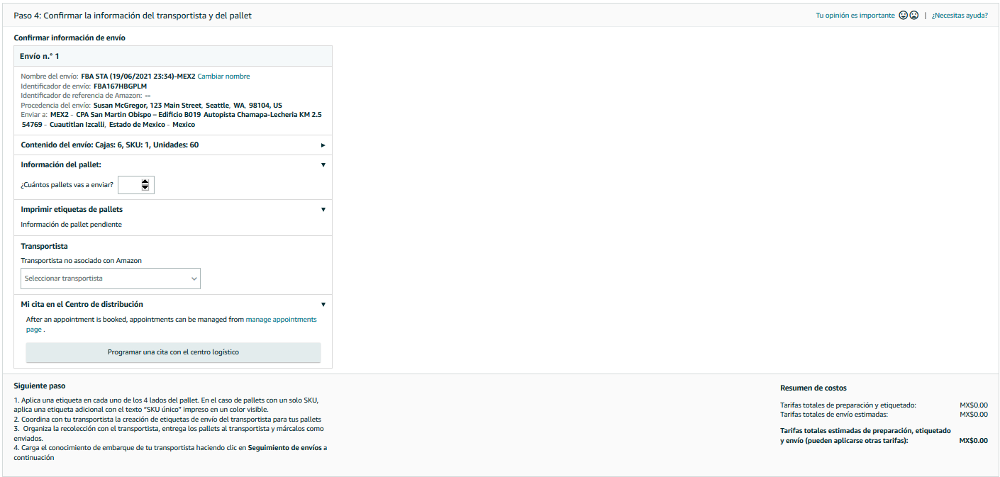 Paso 4: Confirmar la información del transportista y del pallet
Tu opinión es importante | ¿Necesitas ayuda?
Confirmar información de envío
Envío n.° 1
Nombre del envío: FBA STA (19/06/2021 23:34)-MEX2 Cambiar nombre
Identificador de envío: FBA167HBGPLM
Identificador de referencia de Amazon: --
Procedencia del envío: Susan McGregor, 123 Main Street, Seattle, WA, 98104, US
Enviar a: MEX2 - CPA San Martin Obispo – Edificio B019 Autopista Chamapa-Lecheria KM 2.5
54769 - Cuautitlan Izcalli, Estado de Mexico - Mexico
Contenido del envío: Cajas: 6, SKU: 1, Unidades: 60
Información del pallet:
¿Cuántos pallets vas a enviar?
Imprimir etiquetas de pallets
Información de pallet pendiente
Transportista
Transportista no asociado con Amazon
Seleccionar transportista
Mi cita en el Centro de distribución
After an appointment is booked, appointments can be managed from manage appointments
page .
Programar una cita con el centro logístico
Siguiente paso
1. Aplica una etiqueta en cada uno de los 4 lados del pallet. En el caso de pallets con un solo SKU,
aplica una etiqueta adicional con el texto “SKU único” impreso en un color visible.
2. Coordina con tu transportista la creación de etiquetas de envío del transportista para tus pallets
3. Organiza la recolección con el transportista, entrega los pallets al transportista y márcalos como
enviados.
4. Carga el conocimiento de embarque de tu transportista haciendo clic en Seguimiento de envíos a
continuación
Resumen de costos
Tarifas totales de preparación y etiquetado: MX$0.00
Tarifas totales de envío estimadas: MX$0.00
Tarifas totales estimadas de preparación, etiquetado
y envío (pueden aplicarse otras tarifas): MX$0.00